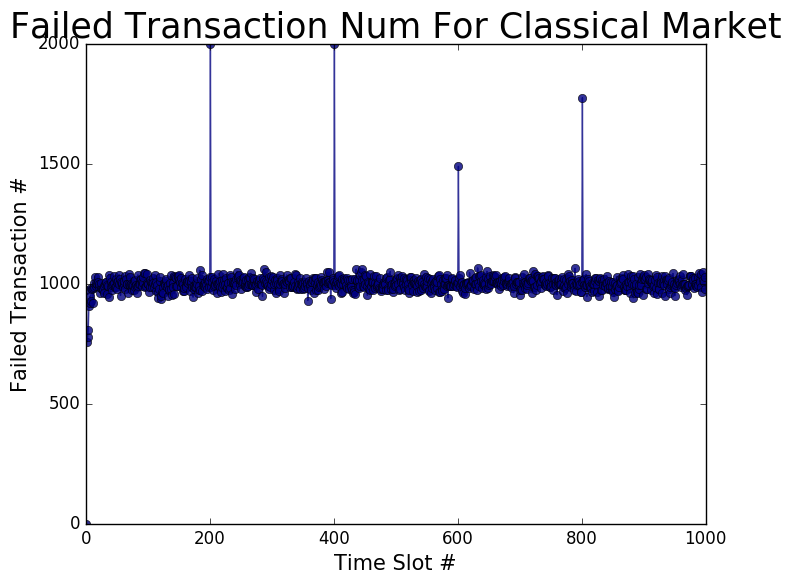 Failed Transaction Num For Classical Market
2000
1500
1000
500
0
0 200 400 600 800 1000
Failed Transaction #
Time Slot #